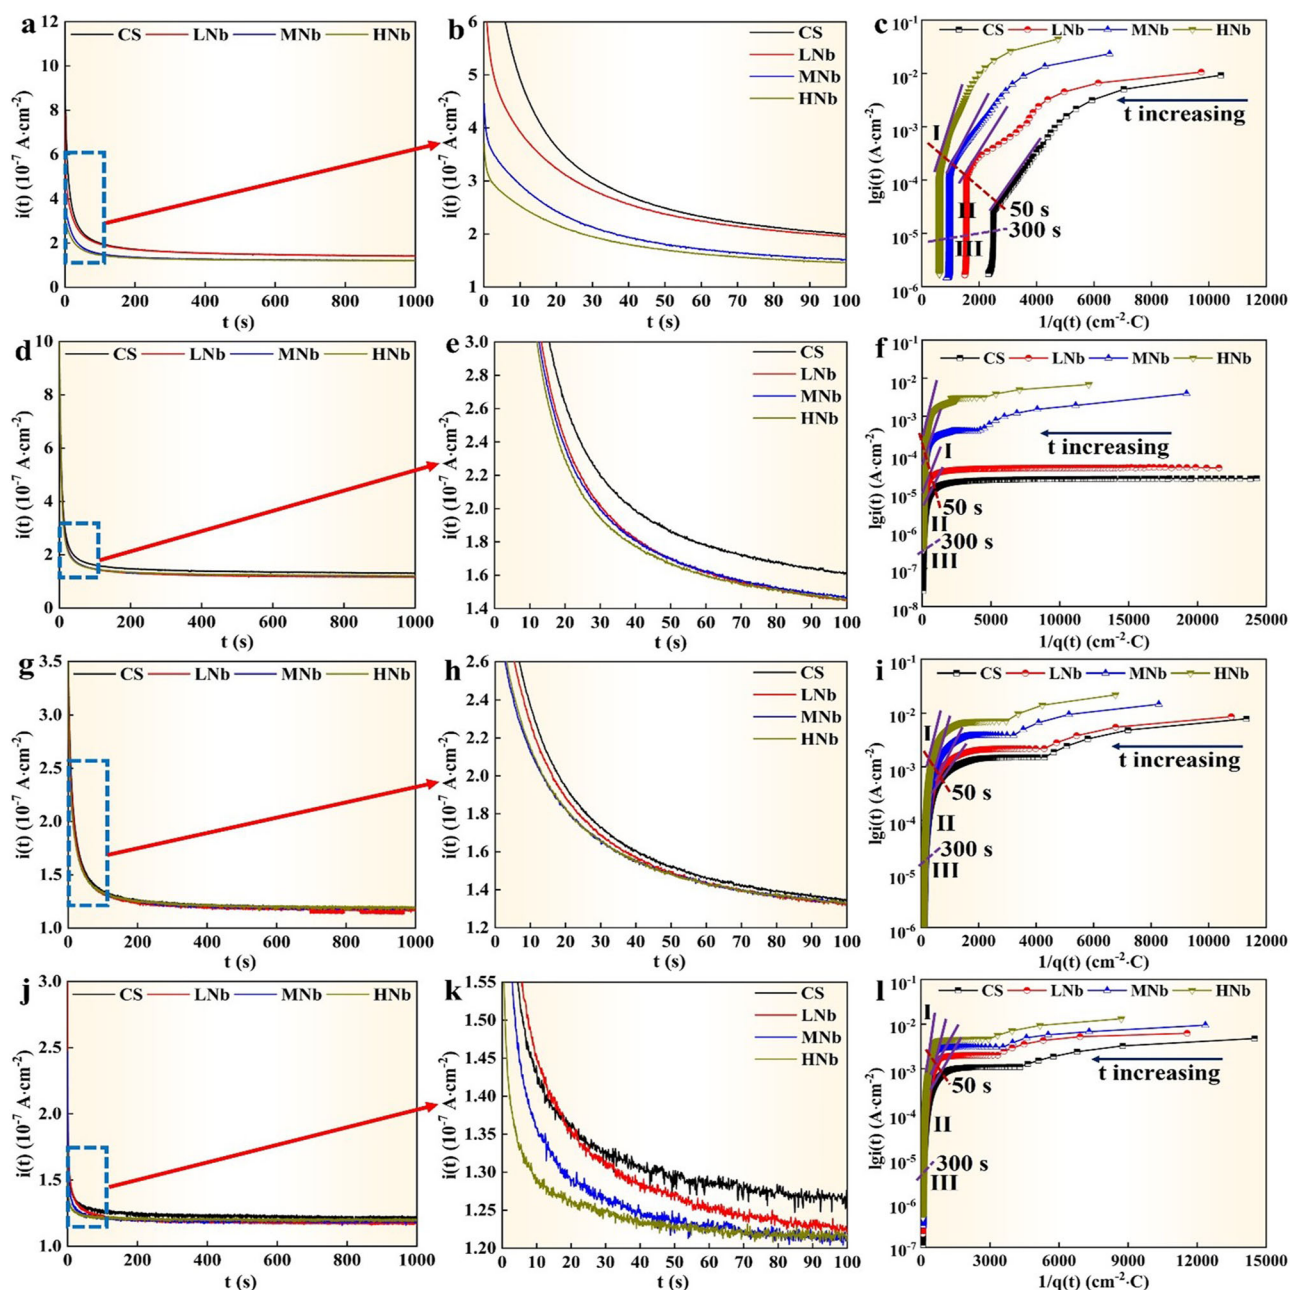 a
CS LNb MNb HNb
12
10
8
6
4
2
0
0 200 400 600 800 1000
t (s)
i(t) (10⁻⁷ A·cm⁻²)
b
CS
LNb
MNb
HNb
6
5
4
3
2
1
0 10 20 30 40 50 60 70 80 90 100
t (s)
i(t) (10⁻⁷ A·cm⁻²)
c
CS LNb MNb HNb
10⁻¹
10⁻²
10⁻³
10⁻⁴
10⁻⁵
10⁻⁶
t increasing
I
II
III
50 s
300 s
0 2000 4000 6000 8000 10000 12000
1/q(t) (cm⁻²·C)
lgi(t) (A·cm⁻²)
d
CS LNb MNb HNb
10
8
6
4
2
0
0 200 400 600 800 1000
t (s)
i(t) (10⁻⁷ A·cm⁻²)
e
CS
LNb
MNb
HNb
3.0
2.8
2.6
2.4
2.2
2.0
1.8
1.6
1.4
0 10 20 30 40 50 60 70 80 90 100
t (s)
i(t) (10⁻⁷ A·cm⁻²)
f
CS LNb MNb HNb
10⁻¹
10⁻²
10⁻³
10⁻⁴
10⁻⁵
10⁻⁶
10⁻⁷
10⁻⁸
t increasing
I
50 s
II
300 s
III
0 5000 10000 15000 20000 25000
1/q(t) (cm⁻²·C)
lgi(t) (A·cm⁻²)
g
CS LNb MNb HNb
3.5
3.0
2.5
2.0
1.5
1.0
0 200 400 600 800 1000
t (s)
i(t) (10⁻⁷ A·cm⁻²)
h
CS
LNb
MNb
HNb
2.6
2.4
2.2
2.0
1.8
1.6
1.4
1.2
0 10 20 30 40 50 60 70 80 90 100
t (s)
i(t) (10⁻⁷ A·cm⁻²)
i
CS LNb MNb HNb
10⁻¹
10⁻²
10⁻³
10⁻⁴
10⁻⁵
10⁻⁶
t increasing
I
50 s
II
300 s
III
0 2000 4000 6000 8000 10000 12000
1/q(t) (cm⁻²·C)
lgi(t) (A·cm⁻²)
j
CS LNb MNb HNb
3.0
2.5
2.0
1.5
1.0
0 200 400 600 800 1000
t (s)
i(t) (10⁻⁷ A·cm⁻²)
k
CS
LNb
MNb
HNb
1.55
1.50
1.45
1.40
1.35
1.30
1.25
1.20
0 10 20 30 40 50 60 70 80 90 100
t (s)
i(t) (10⁻⁷ A·cm⁻²)
l
CS LNb MNb HNb
10⁻¹
10⁻²
10⁻³
10⁻⁴
10⁻⁵
10⁻⁶
10⁻⁷
t increasing
I
50 s
II
300 s
III
0 3000 6000 9000 12000 15000
1/q(t) (cm⁻²·C)
lgi(t) (A·cm⁻²)